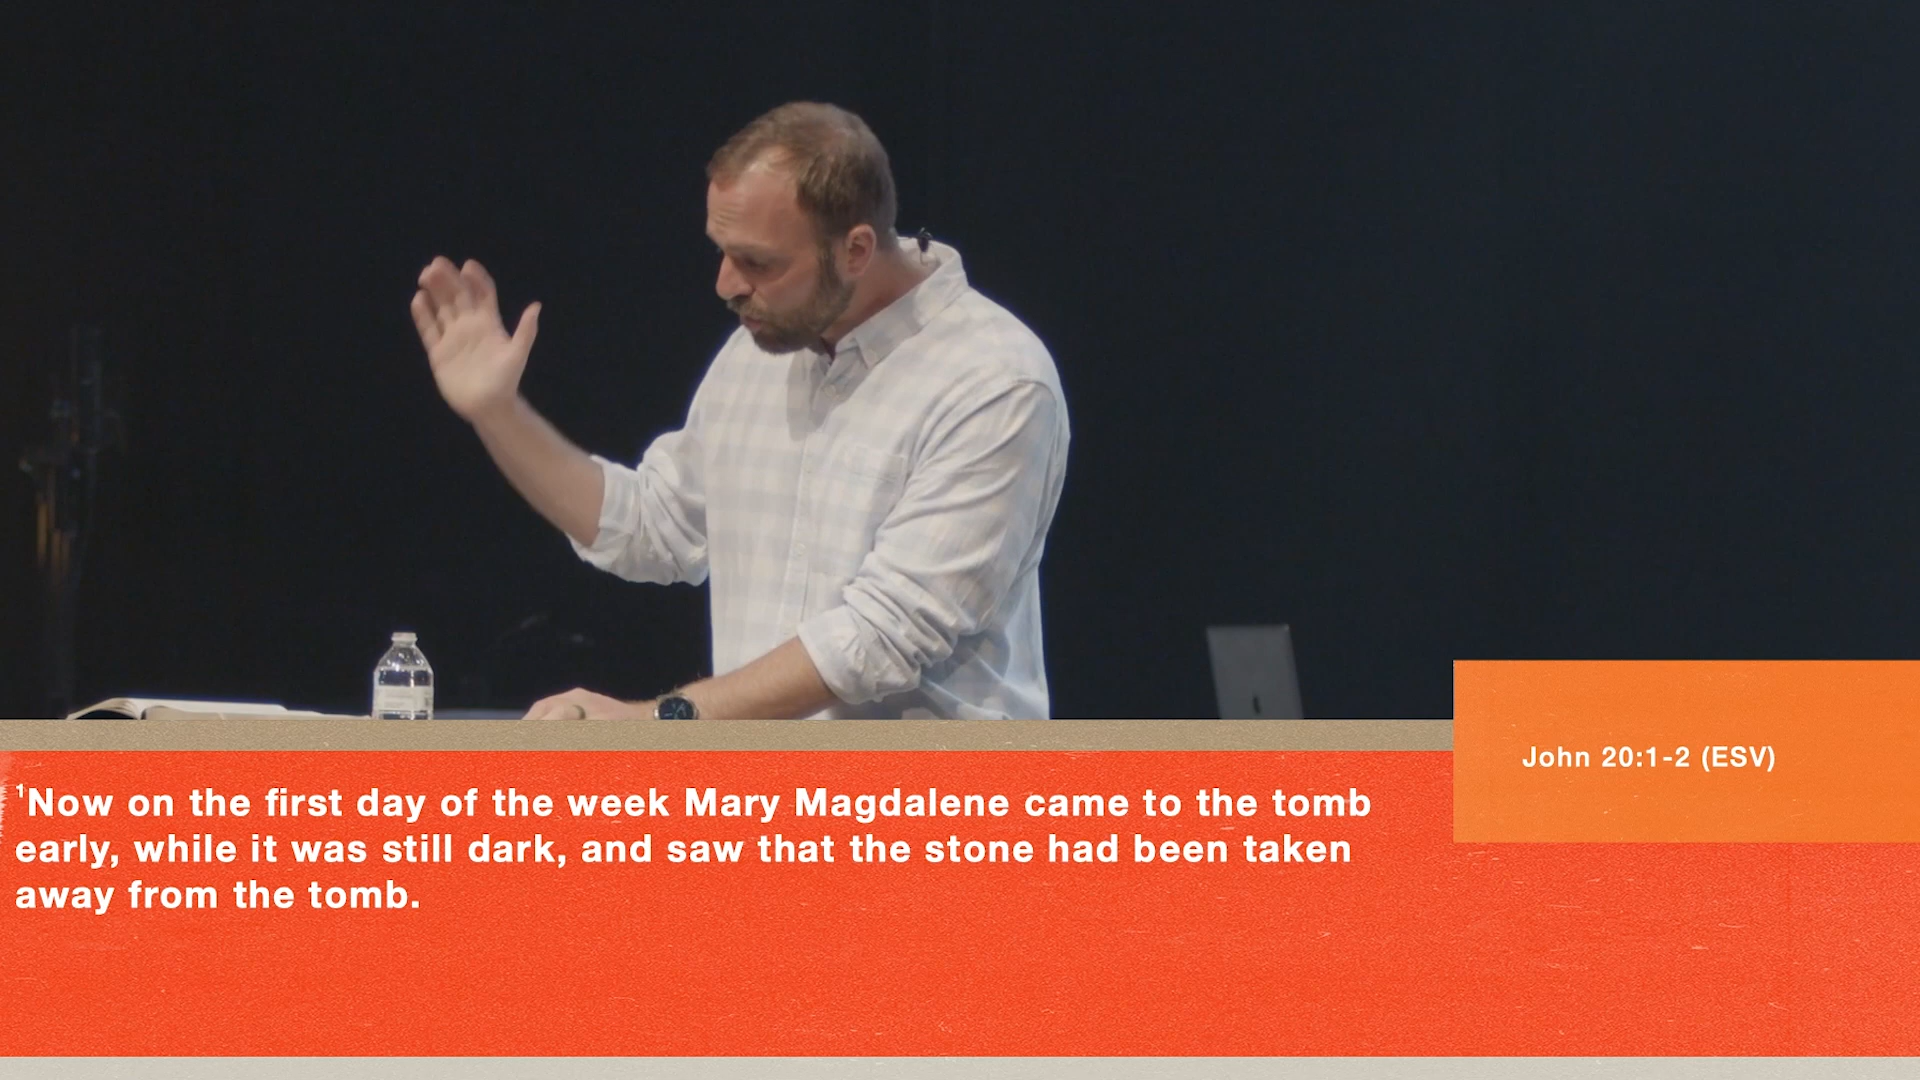 ¹Now on the first day of the week Mary Magdalene came to the tomb
early, while it was still dark, and saw that the stone had been taken
away from the tomb.
John 20:1-2 (ESV)